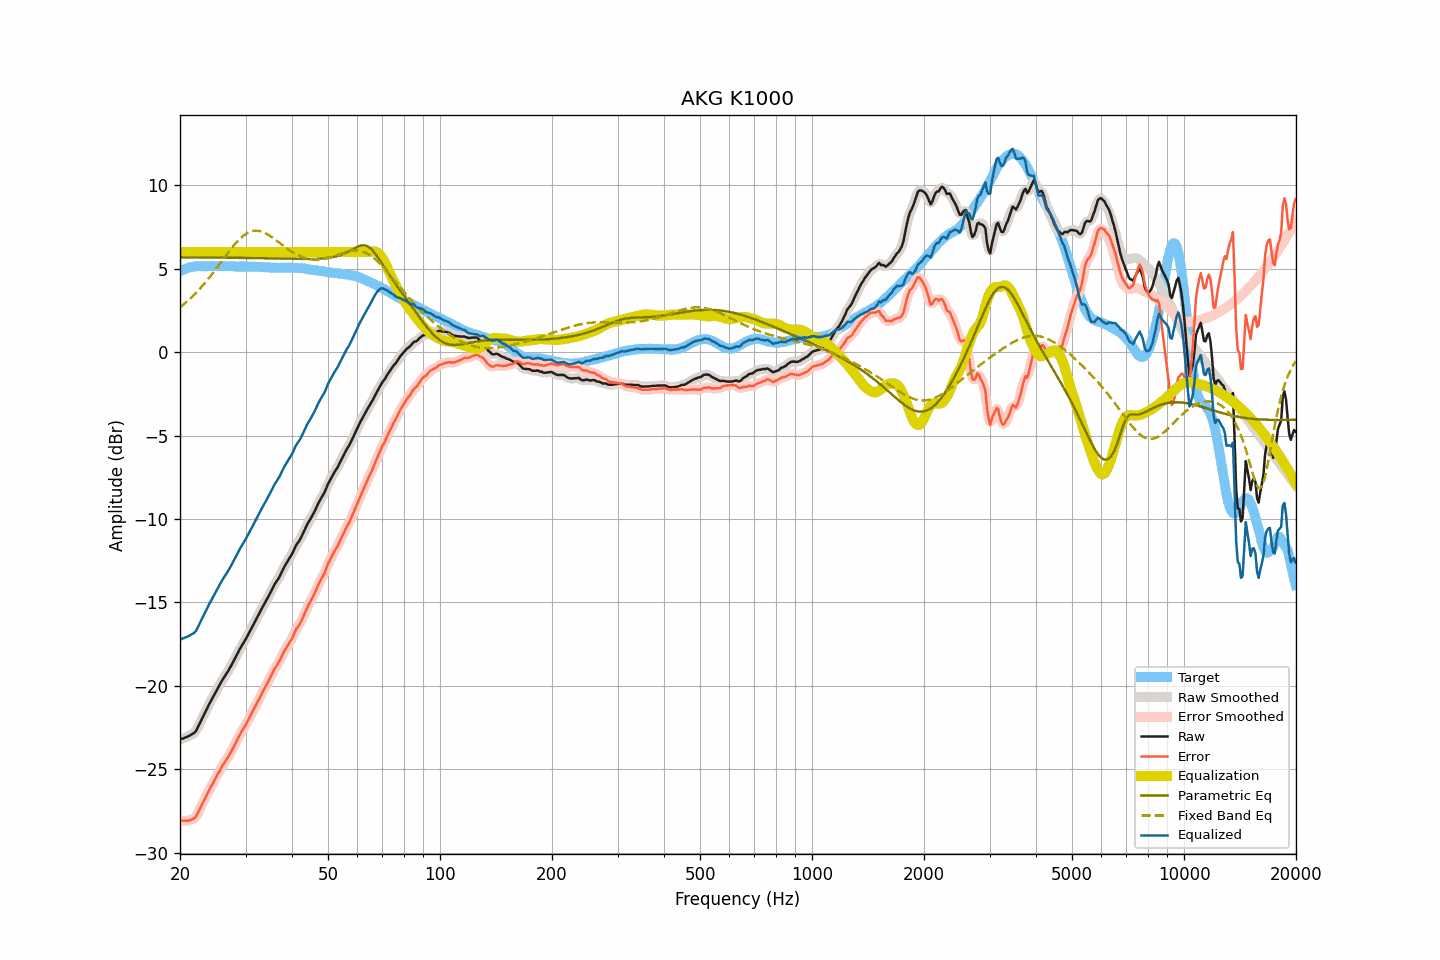 AKG K1000
Amplitude (dBr)
10
5
0
−5
−10
−15
−20
−25
−30
20 50 100 200 500 1000 2000 5000 10000 20000
Frequency (Hz)
Target
Raw Smoothed
Error Smoothed
Raw
Error
Equalization
Parametric Eq
Fixed Band Eq
Equalized